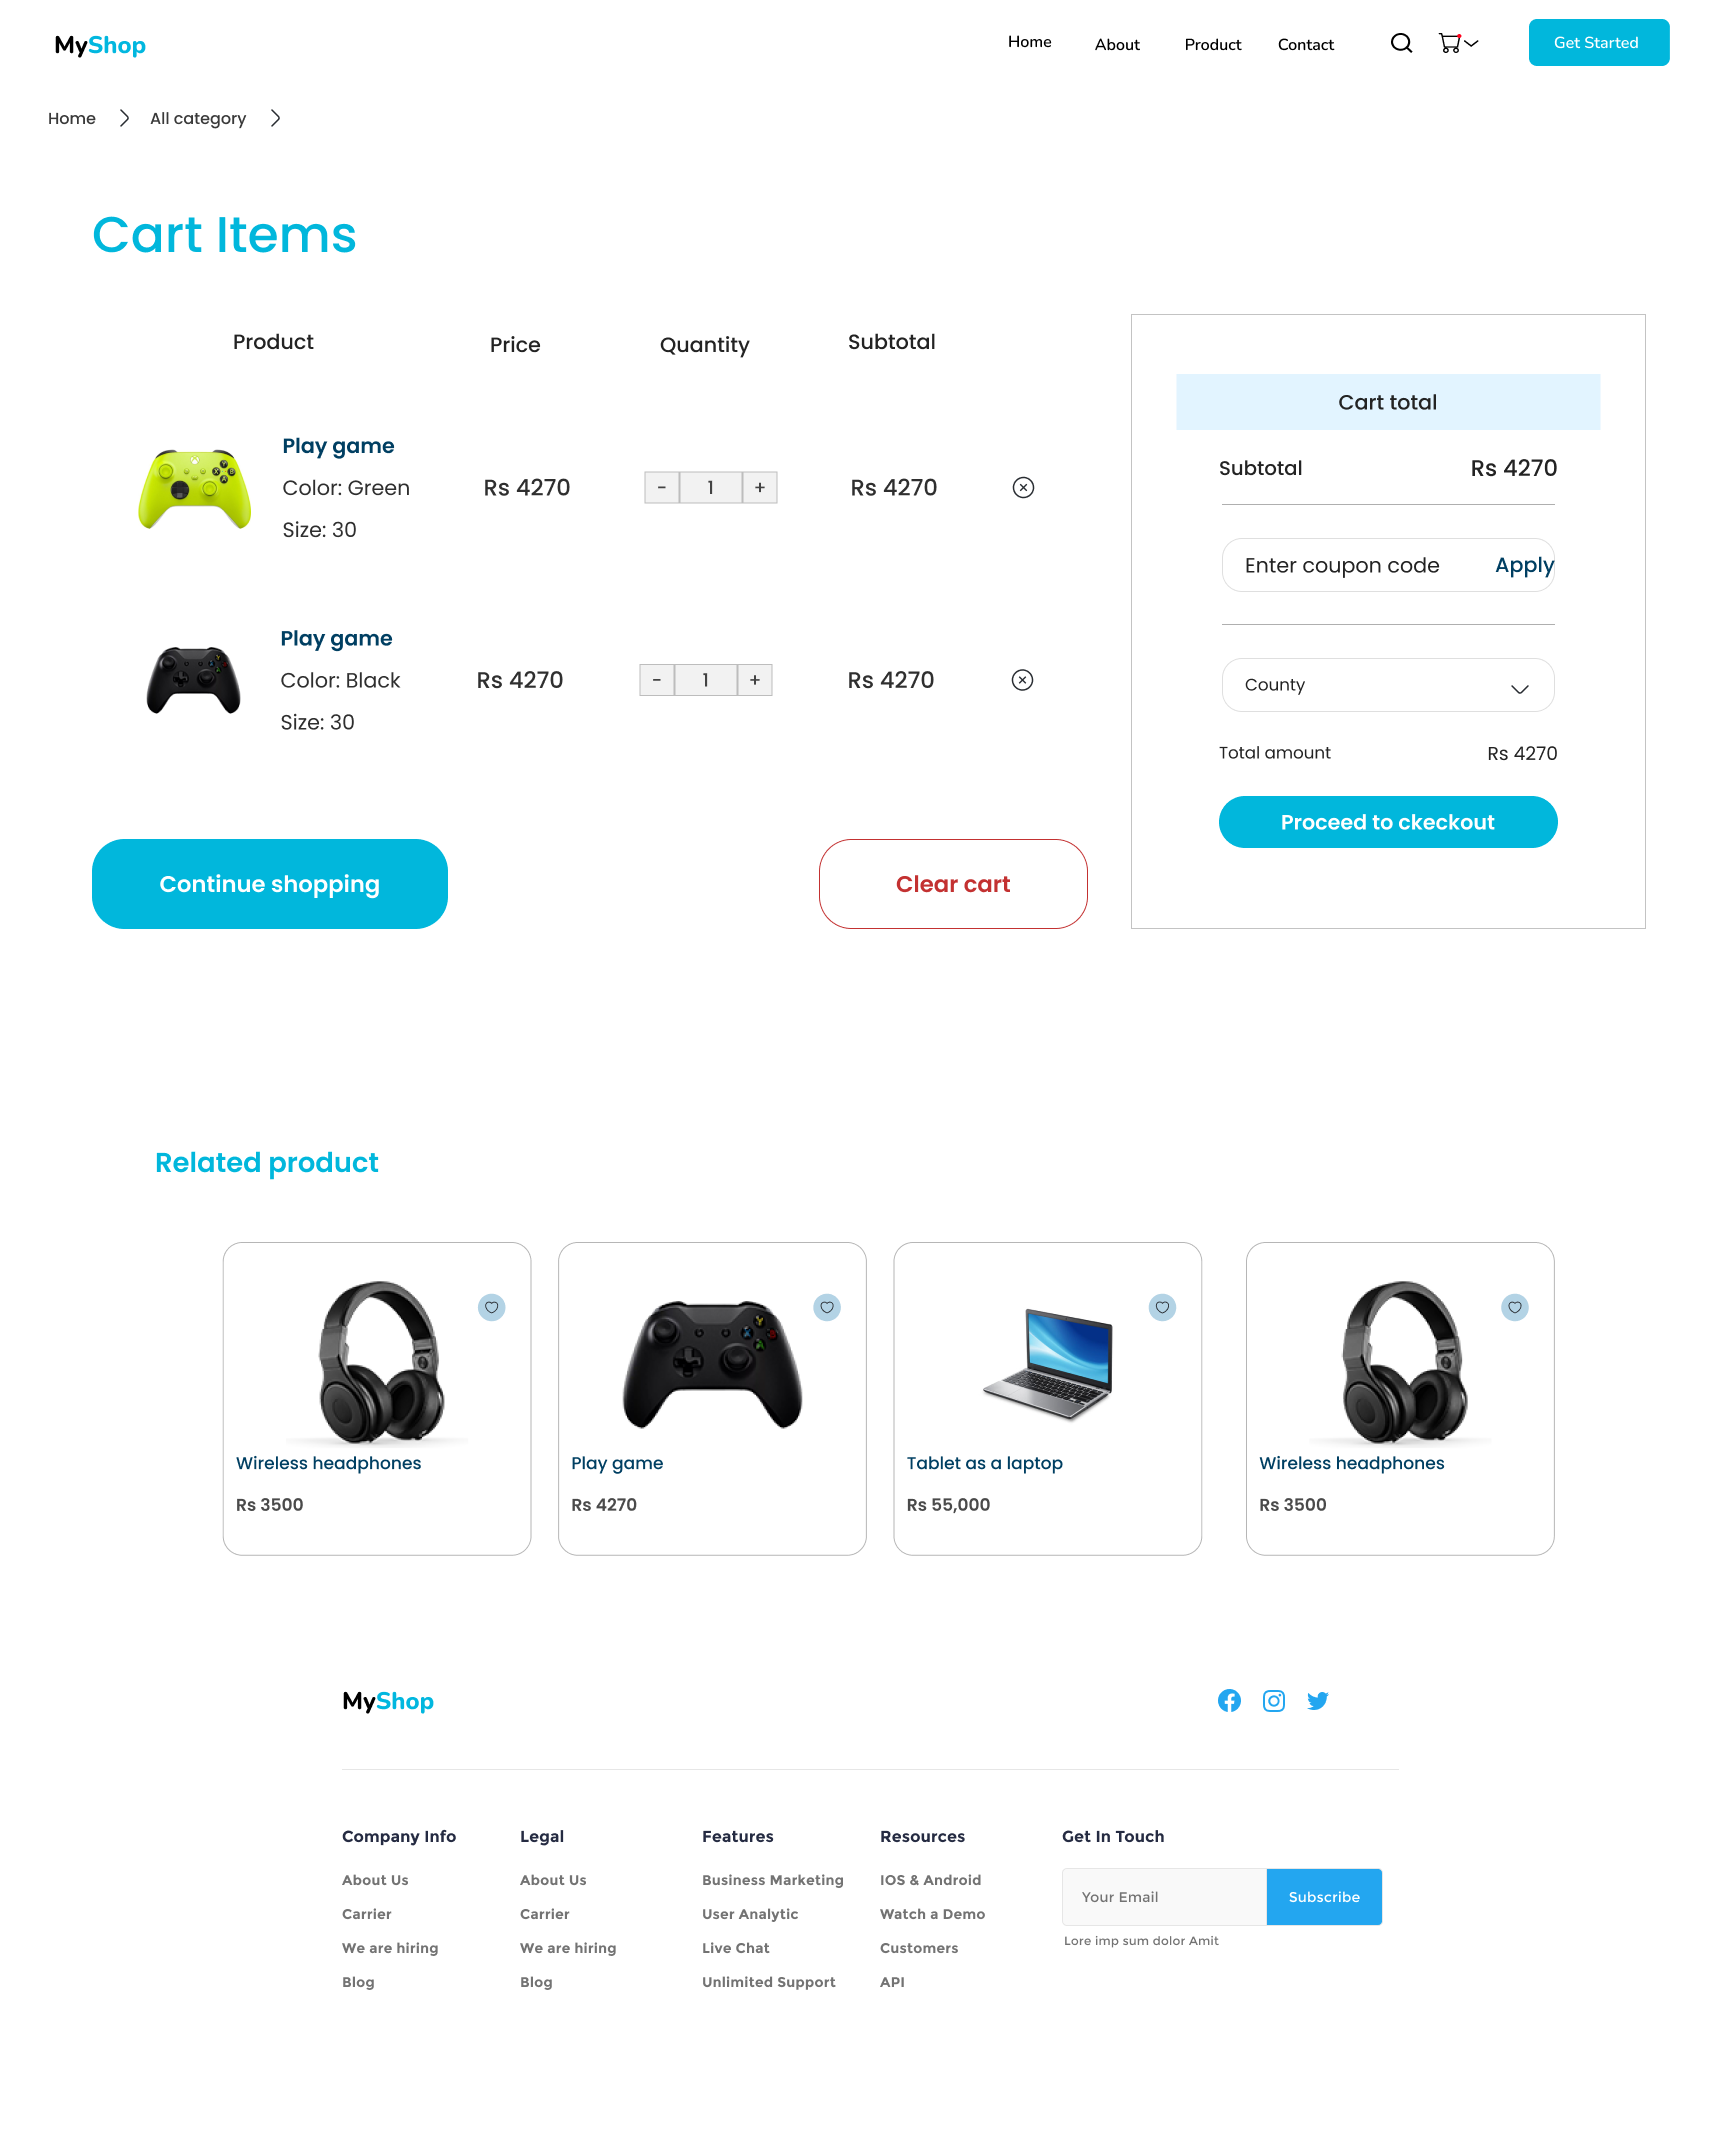 MyShop
Home About Product Contact Get Started
Home All category
Cart Items
Product Price Quantity Subtotal
Play game
Color: Green
Size: 30
Rs 4270 - 1 + Rs 4270
Play game
Color: Black
Size: 30
Rs 4270 - 1 + Rs 4270
Continue shopping
Clear cart
Cart total
Subtotal Rs 4270
Enter coupon code Apply
County
Total amount Rs 4270
Proceed to ckeckout
Related product
Wireless headphones
Rs 3500
Play game
Rs 4270
Tablet as a laptop
Rs 55,000
Wireless headphones
Rs 3500
MyShop
Company Info
About Us
Carrier
We are hiring
Blog
Legal
About Us
Carrier
We are hiring
Blog
Features
Business Marketing
User Analytic
Live Chat
Unlimited Support
Resources
IOS & Android
Watch a Demo
Customers
API
Get In Touch
Your Email Subscribe
Lore imp sum dolor Amit